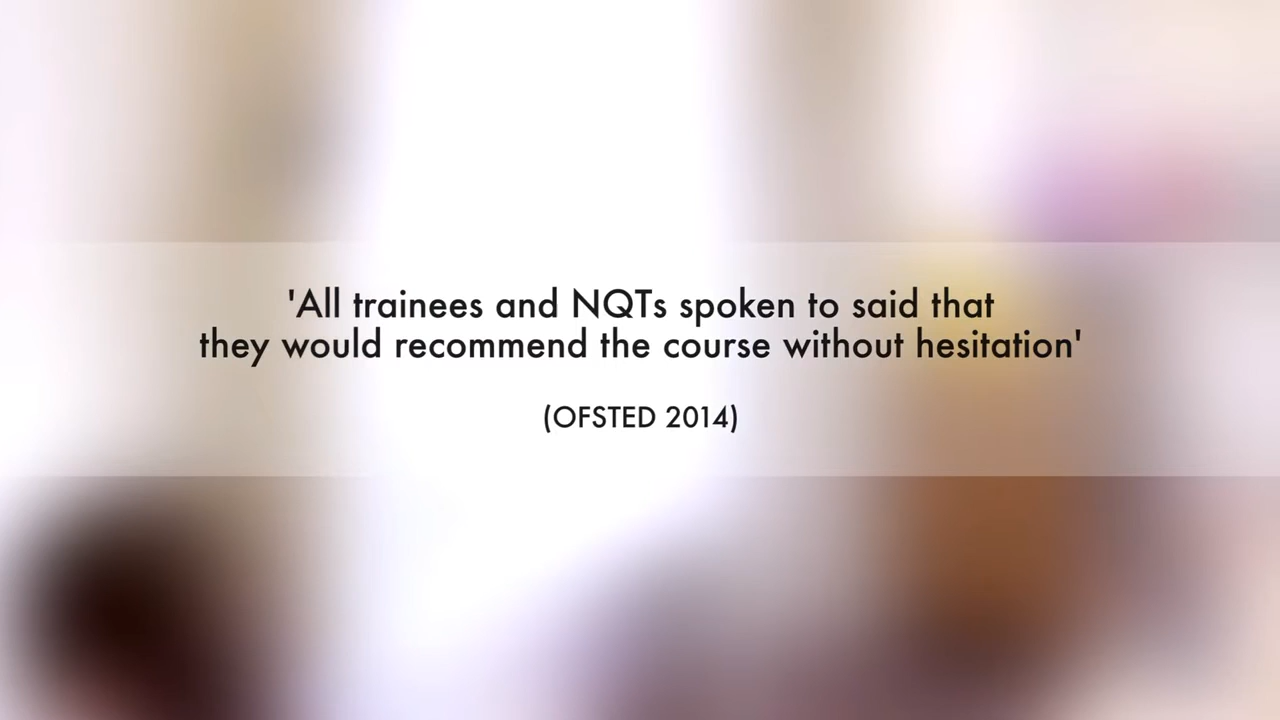 'All trainees and NQTs spoken to said that
they would recommend the course without hesitation'
(OFSTED 2014)